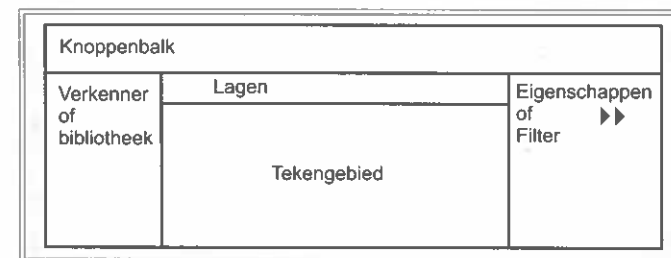 Knoppenbalk
Verkenner
of
bibliotheek
Lagen
Tekengebied
Eigenschappen
of
Filter